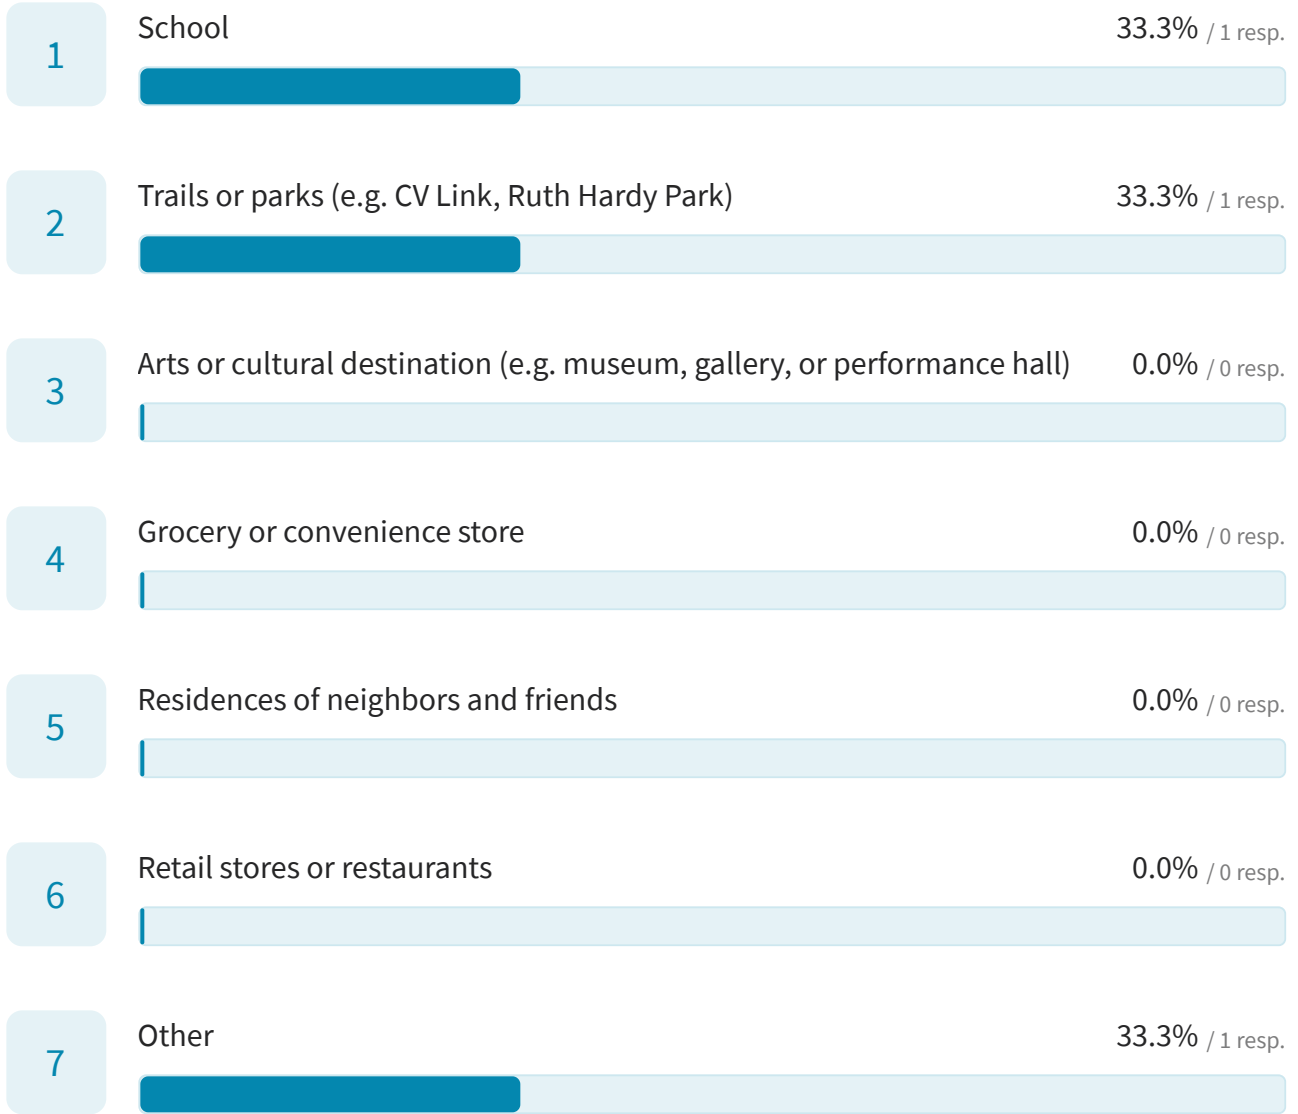 1
School
33.3% / 1 resp.
2
Trails or parks (e.g. CV Link, Ruth Hardy Park)
33.3% / 1 resp.
3
Arts or cultural destination (e.g. museum, gallery, or performance hall)
0.0% / 0 resp.
4
Grocery or convenience store
0.0% / 0 resp.
5
Residences of neighbors and friends
0.0% / 0 resp.
6
Retail stores or restaurants
0.0% / 0 resp.
7
Other
33.3% / 1 resp.